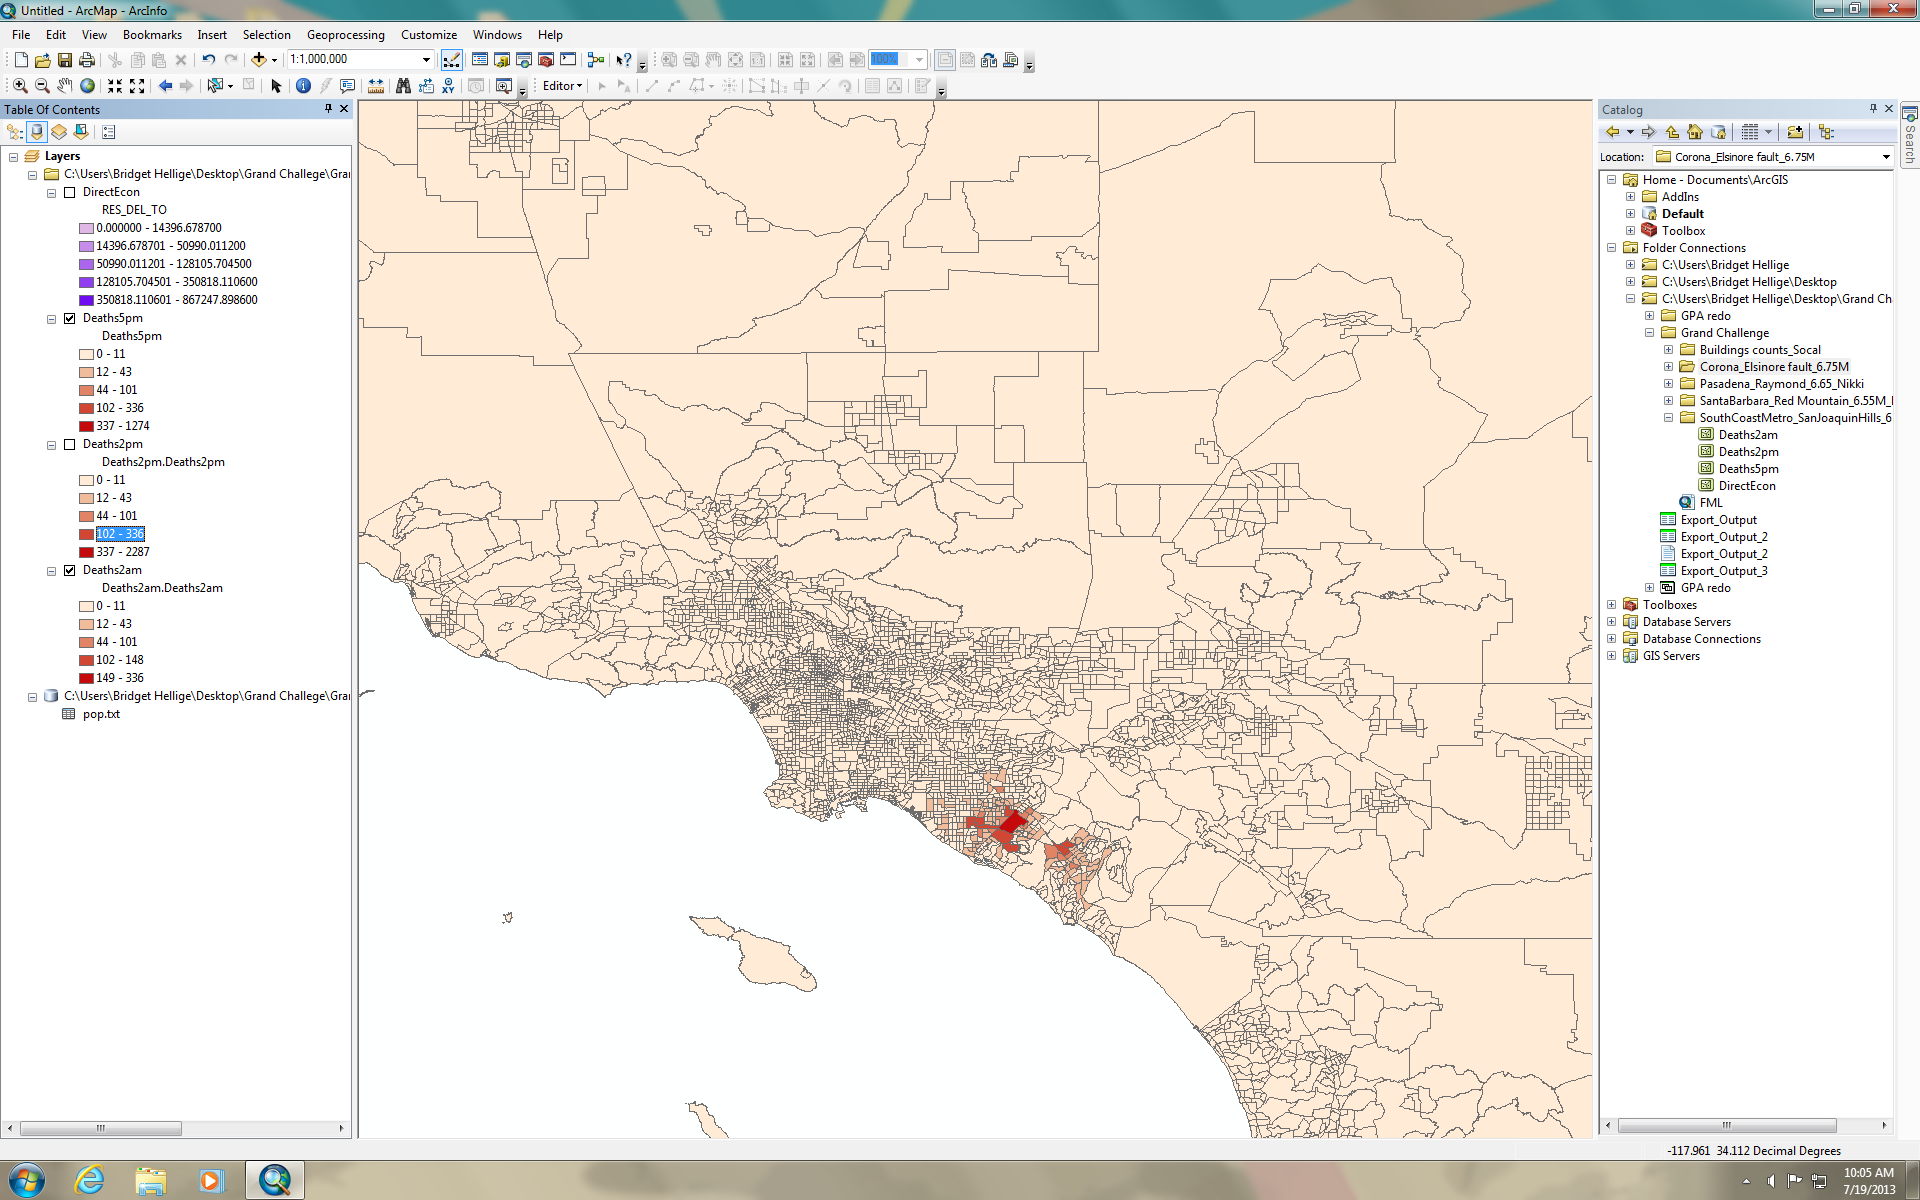 Untitled - ArcMap - ArcInfo
File Edit View Bookmarks Insert Selection Geoprocessing Customize Windows Help
1:1,000,000
100%
Editor
Table Of Contents
Layers
C:\Users\Bridget Hellige\Desktop\Grand Challege\Gra
DirectEcon
RES_DEL_TO
0.000000 - 14396.678700
14396.678701 - 50990.011200
50990.011201 - 128105.704500
128105.704501 - 350818.110600
350818.110601 - 867247.898600
Deaths5pm
Deaths5pm
0 - 11
12 - 43
44 - 101
102 - 336
337 - 1274
Deaths2pm
Deaths2pm.Deaths2pm
0 - 11
12 - 43
44 - 101
102 - 336
337 - 2287
Deaths2am
Deaths2am.Deaths2am
0 - 11
12 - 43
44 - 101
102 - 148
149 - 336
C:\Users\Bridget Hellige\Desktop\Grand Challege\Gra
pop.txt
Catalog
Location: Corona_Elsinore fault_6.75M
Home - Documents\ArcGIS
AddIns
Default
Toolbox
Folder Connections
C:\Users\Bridget Hellige
C:\Users\Bridget Hellige\Desktop
C:\Users\Bridget Hellige\Desktop\Grand Ch
GPA redo
Grand Challenge
Buildings counts_Socal
Corona_Elsinore fault_6.75M
Pasadena_Raymond_6.65_Nikki
SantaBarbara_Red Mountain_6.55M_
SouthCoastMetro_SanJoaquinHills_6
Deaths2am
Deaths2pm
Deaths5pm
DirectEcon
FML
Export_Output
Export_Output_2
Export_Output_2
Export_Output_3
GPA redo
Toolboxes
Database Servers
Database Connections
GIS Servers
Search
-117.961 34.112 Decimal Degrees
10:05 AM
7/19/2013